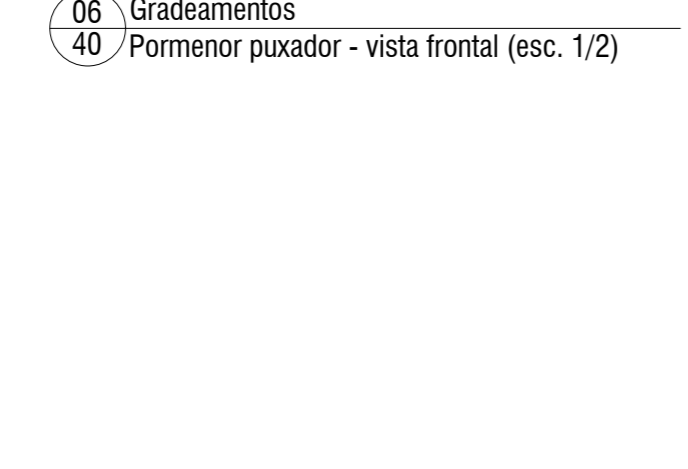 06 Gradeamentos
40 Pormenor puxador - vista frontal (esc. 1/2)